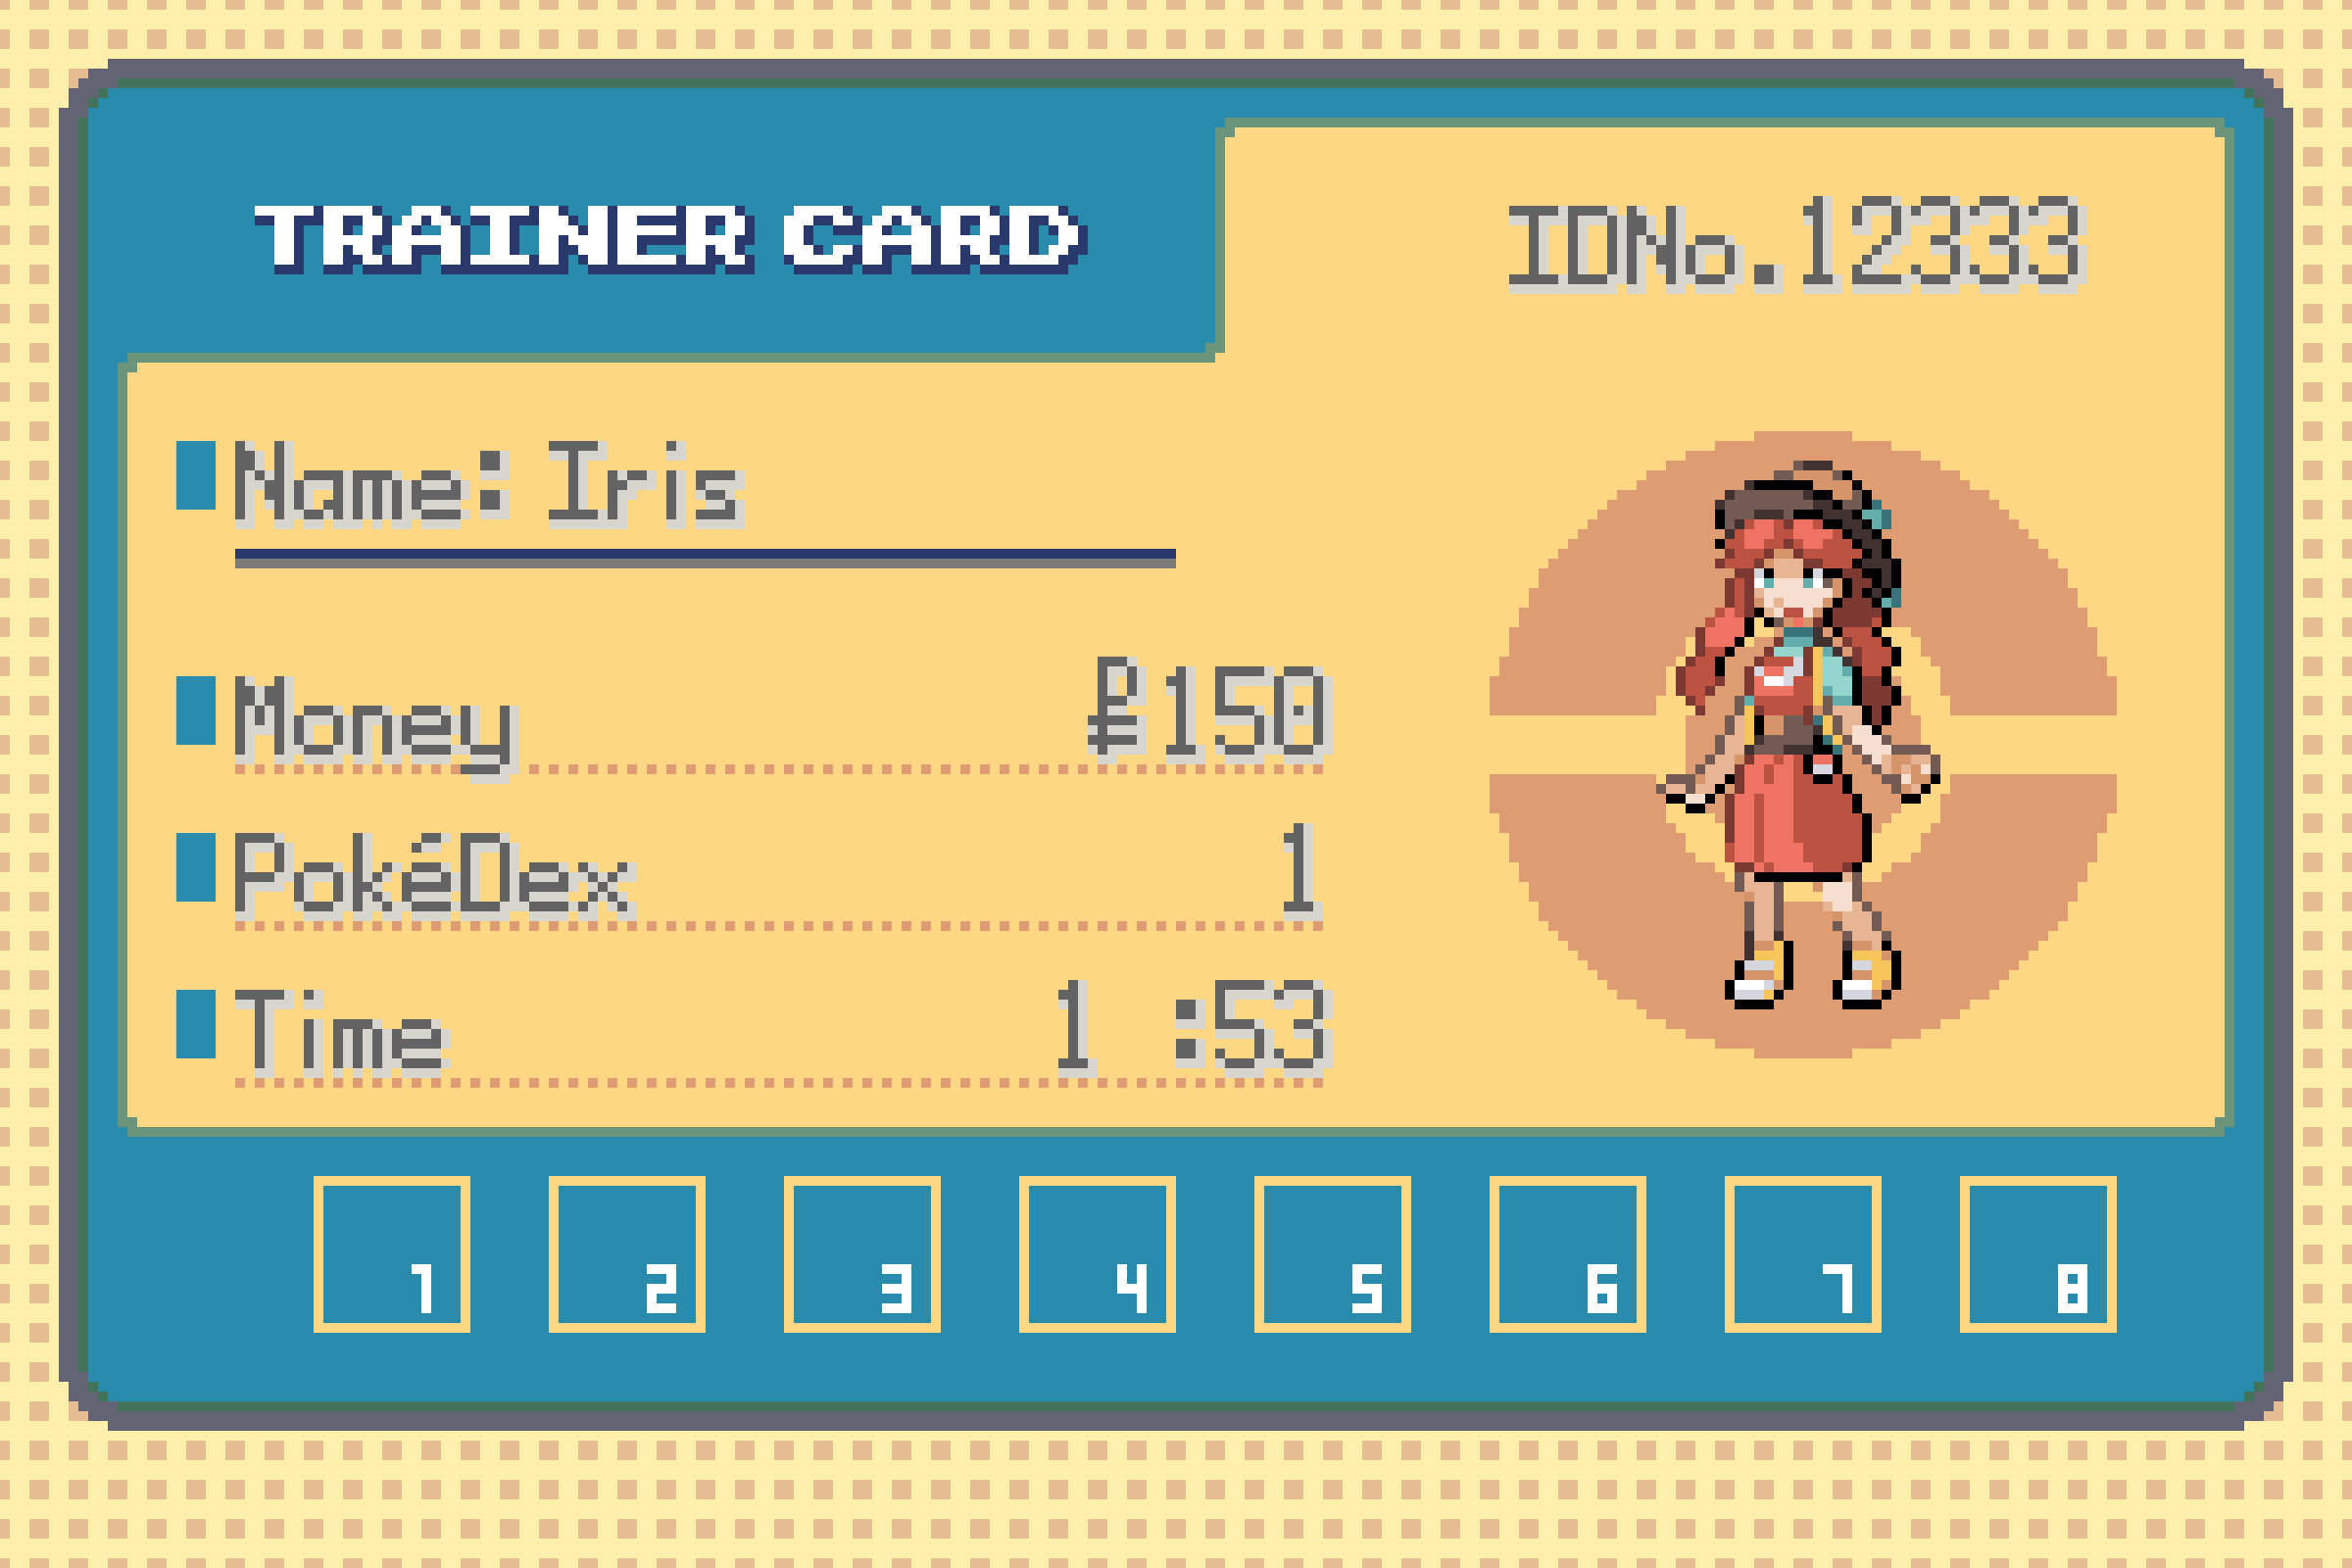 TRAINER CARD
IDNo.12333
Name: Iris
Money ₽150
PokéDex 1
Time 1 :53
1 2 3 4 5 6 7 8